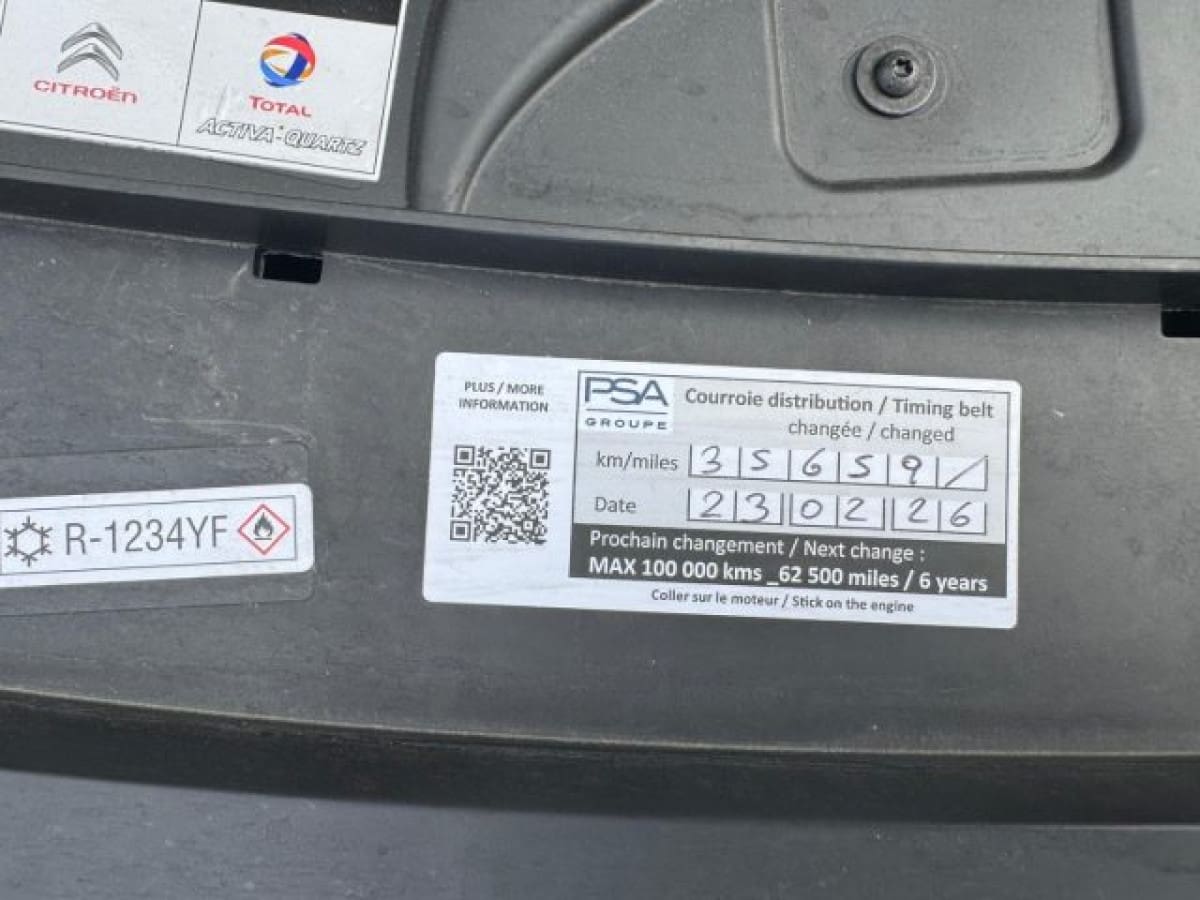 CITROËN
TOTAL
ACTIVA-QUARTZ
R-1234YF
PLUS / MORE
INFORMATION
PSA
GROUPE
Courroie distribution / Timing belt
changée / changed
km/miles 35659/
Date 23 02 26
Prochain changement / Next change :
MAX 100 000 kms _62 500 miles / 6 years
Coller sur le moteur / Stick on the engine